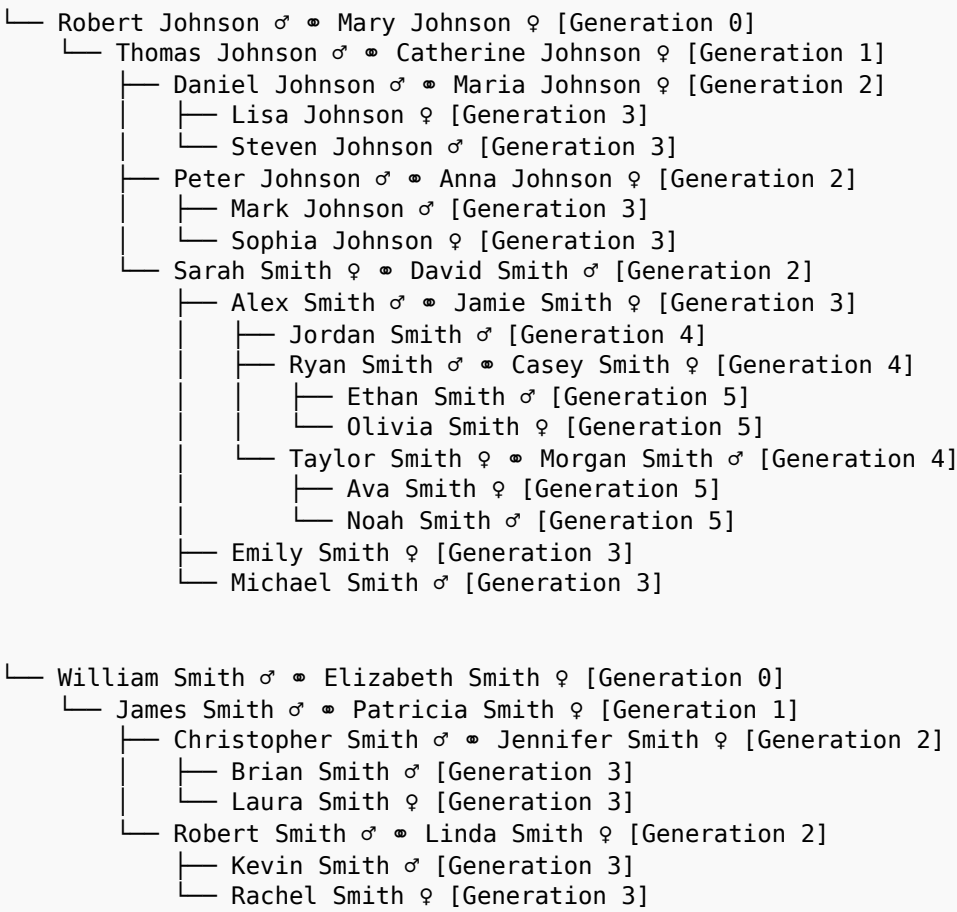 └── Robert Johnson ♂ ⚭ Mary Johnson ♀ [Generation 0]
    └── Thomas Johnson ♂ ⚭ Catherine Johnson ♀ [Generation 1]
        ├── Daniel Johnson ♂ ⚭ Maria Johnson ♀ [Generation 2]
        │   ├── Lisa Johnson ♀ [Generation 3]
        │   └── Steven Johnson ♂ [Generation 3]
        ├── Peter Johnson ♂ ⚭ Anna Johnson ♀ [Generation 2]
        │   ├── Mark Johnson ♂ [Generation 3]
        │   └── Sophia Johnson ♀ [Generation 3]
        └── Sarah Smith ♀ ⚭ David Smith ♂ [Generation 2]
            ├── Alex Smith ♂ ⚭ Jamie Smith ♀ [Generation 3]
            │   ├── Jordan Smith ♂ [Generation 4]
            │   ├── Ryan Smith ♂ ⚭ Casey Smith ♀ [Generation 4]
            │   │   ├── Ethan Smith ♂ [Generation 5]
            │   │   └── Olivia Smith ♀ [Generation 5]
            │   └── Taylor Smith ♀ ⚭ Morgan Smith ♂ [Generation 4]
            │       ├── Ava Smith ♀ [Generation 5]
            │       └── Noah Smith ♂ [Generation 5]
            ├── Emily Smith ♀ [Generation 3]
            └── Michael Smith ♂ [Generation 3]
└── William Smith ♂ ⚭ Elizabeth Smith ♀ [Generation 0]
    └── James Smith ♂ ⚭ Patricia Smith ♀ [Generation 1]
        ├── Christopher Smith ♂ ⚭ Jennifer Smith ♀ [Generation 2]
        │   ├── Brian Smith ♂ [Generation 3]
        │   └── Laura Smith ♀ [Generation 3]
        └── Robert Smith ♂ ⚭ Linda Smith ♀ [Generation 2]
            ├── Kevin Smith ♂ [Generation 3]
            └── Rachel Smith ♀ [Generation 3]